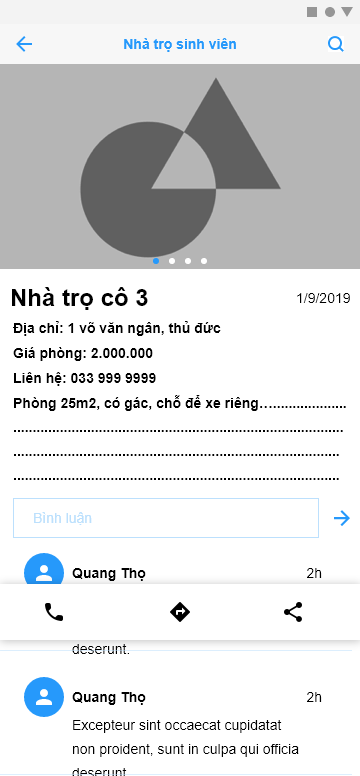 Nhà trọ sinh viên
Nhà trọ cô 3
1/9/2019
Địa chỉ: 1 võ văn ngân, thủ đức
Giá phòng: 2.000.000
Liên hệ: 033 999 9999
Phòng 25m2, có gác, chỗ để xe riêng…...................
.....................................................................................
....................................................................................
....................................................................................
Bình luận
Quang Thọ 2h
deserunt.
Quang Thọ 2h
Excepteur sint occaecat cupidatat
non proident, sunt in culpa qui officia
deserunt